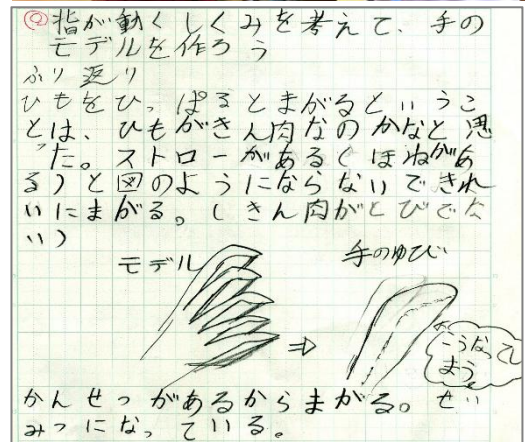 Ⓠ指が動くしくみを考えて、手の
モデルを作ろう
ふり返り
ひもをひっぱるとまがるというこ
とは、ひもがきん肉なのかなと思
った。ストローがある(ほねがあ
る)と図のようにならないできれ
いにまがる。(きん肉がとびでな
い)
モデル
手のゆび
⇒
こうなって
しまう
かんせつがあるからまがる。せい
みつになっている。